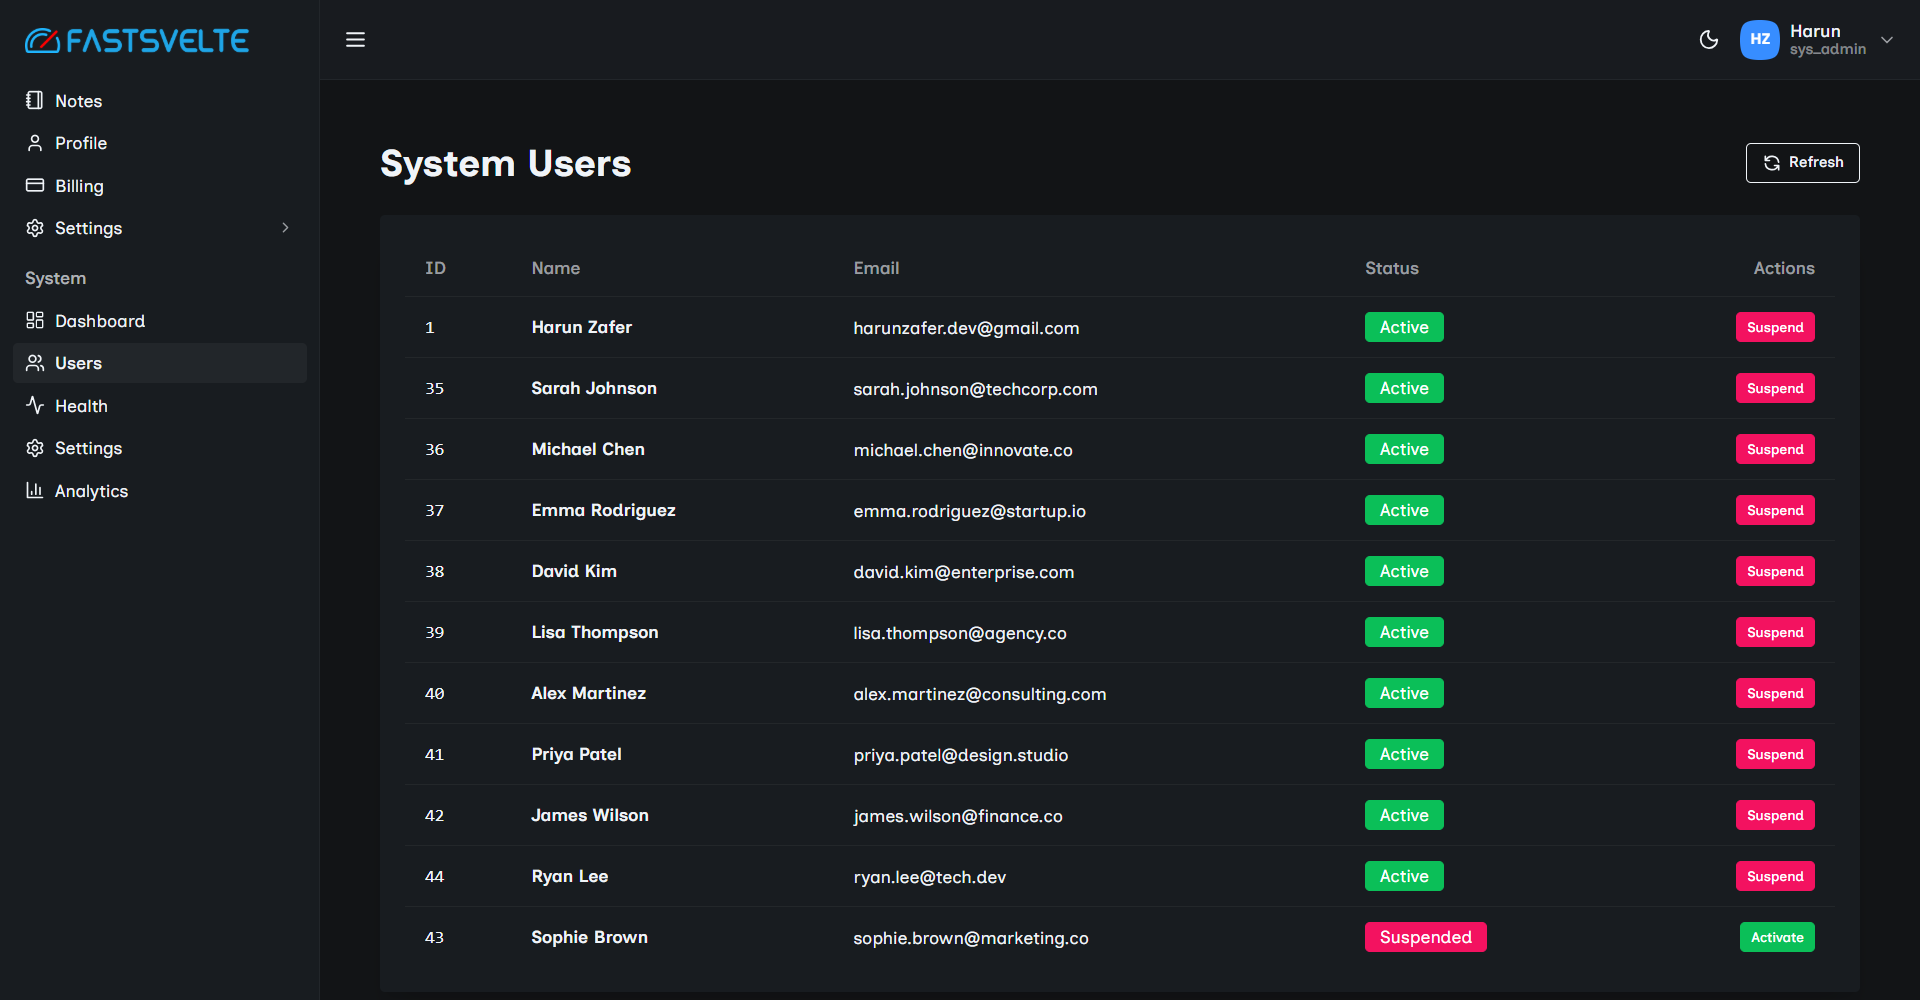 FASTSVELTE
HZ Harun
sys_admin
Notes
Profile
Billing
Settings
System
Dashboard
Users
Health
Settings
Analytics
System Users
Refresh
ID Name Email Status Actions
1 Harun Zafer harunzafer.dev@gmail.com Active Suspend
35 Sarah Johnson sarah.johnson@techcorp.com Active Suspend
36 Michael Chen michael.chen@innovate.co Active Suspend
37 Emma Rodriguez emma.rodriguez@startup.io Active Suspend
38 David Kim david.kim@enterprise.com Active Suspend
39 Lisa Thompson lisa.thompson@agency.co Active Suspend
40 Alex Martinez alex.martinez@consulting.com Active Suspend
41 Priya Patel priya.patel@design.studio Active Suspend
42 James Wilson james.wilson@finance.co Active Suspend
44 Ryan Lee ryan.lee@tech.dev Active Suspend
43 Sophie Brown sophie.brown@marketing.co Suspended Activate